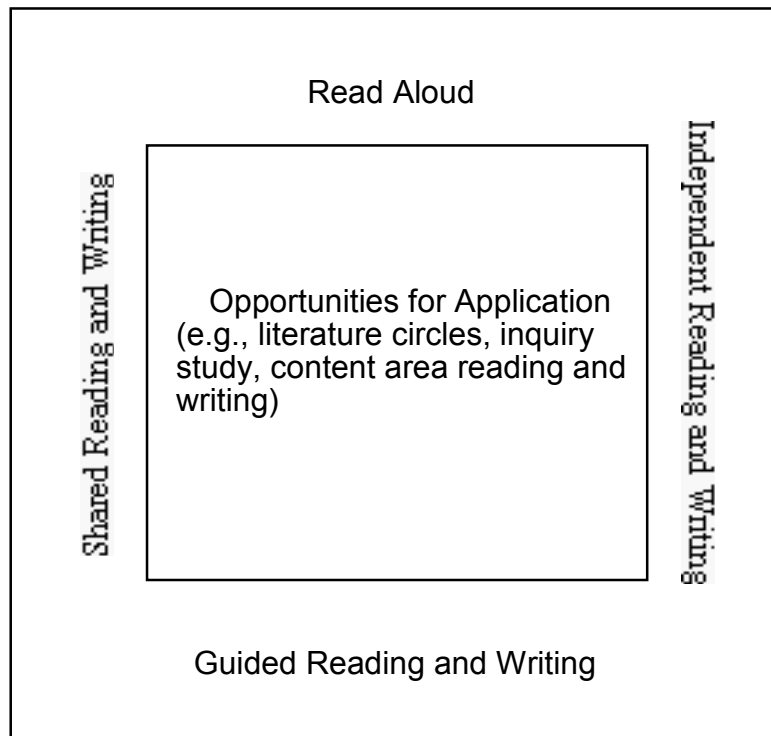 Read Aloud
Shared Reading and Writing
Opportunities for Application
(e.g., literature circles, inquiry
study, content area reading and
writing)
Independent Reading and Writing
Guided Reading and Writing